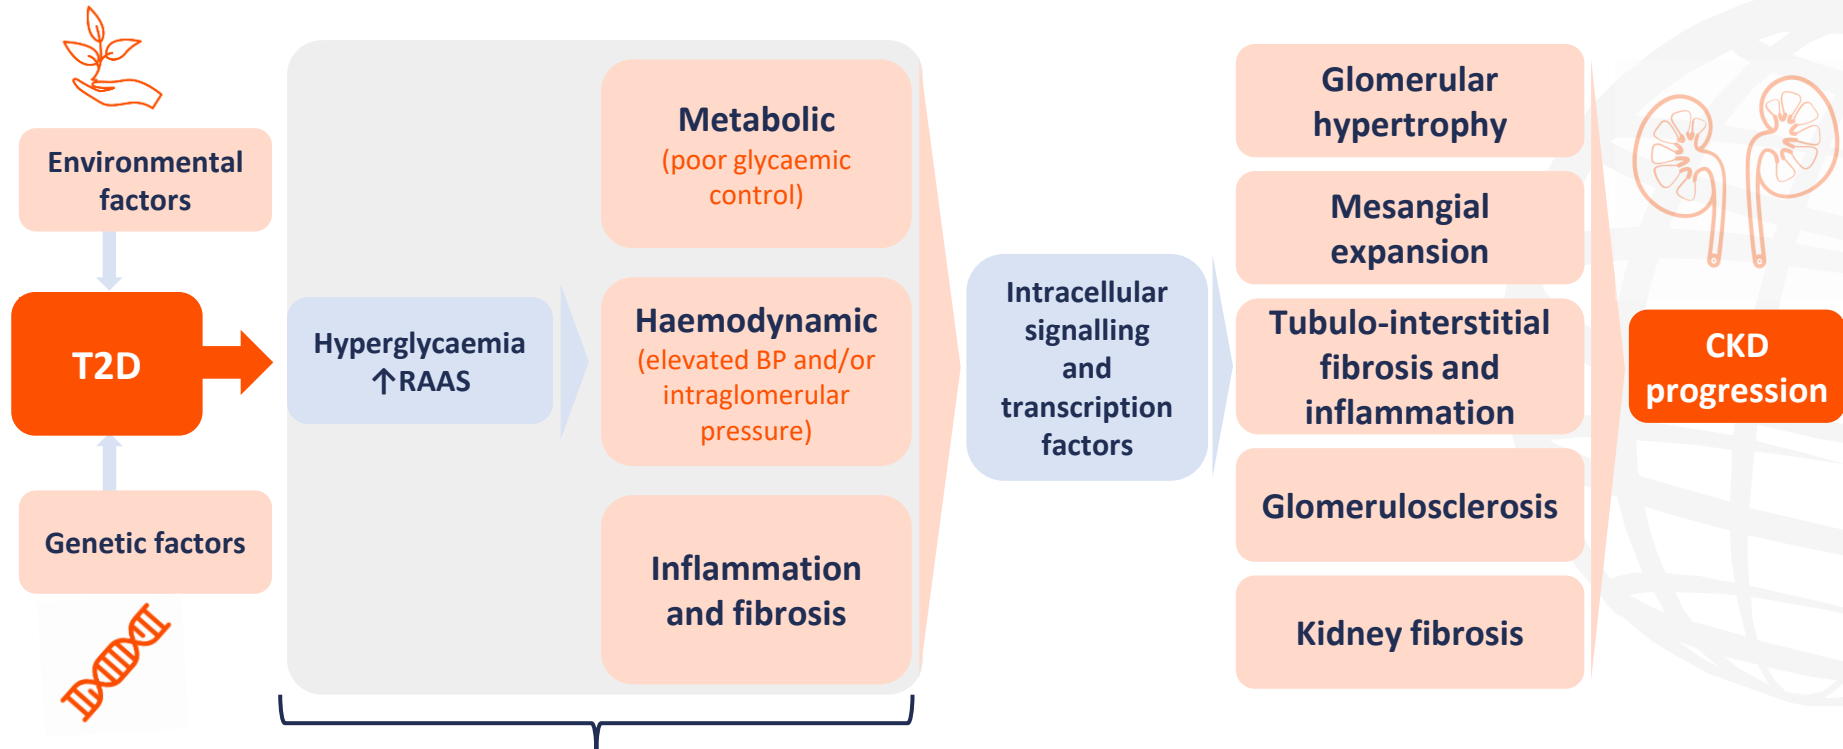 Environmental
factors
T2D
Genetic factors
Hyperglycaemia
↑RAAS
Metabolic
(poor glycaemic
control)
Haemodynamic
(elevated BP and/or
intraglomerular
pressure)
Inflammation
and fibrosis
Intracellular
signalling
and
transcription
factors
Glomerular
hypertrophy
Mesangial
expansion
Tubulo-interstitial
fibrosis and
inflammation
Glomerulosclerosis
Kidney fibrosis
CKD
progression